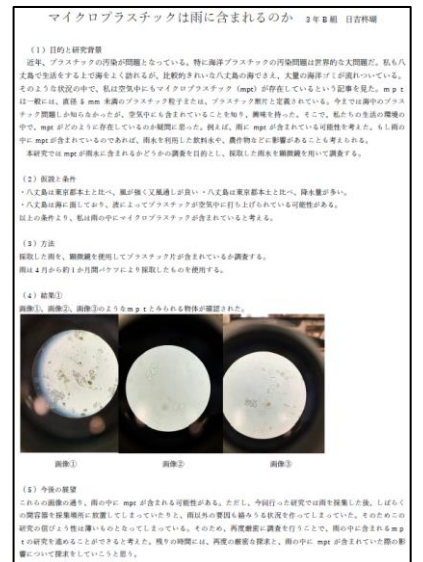 マイクロプラスチックは雨に含まれるのか 3年B組 日吉柊瑚
（1）目的と研究背景
近年、プラスチックの汚染が問題となっている。特に海洋プラスチックの汚染問題は世界的な大問題だ。私も八
丈島で生活をする上で海をよく訪れるが、比較的きれいな八丈島の海でさえ、大量の海洋ゴミが流れついている。
そのような状況の中で、私は空気中にもマイクロプラスチック（mpt）が存在しているという記事を見た。ｍｐｔ
は一般には、直径5mm 未満のプラスチック粒子または、プラスチック断片と定義されている。今までは海中のプラス
チック問題しか知らなかったが、空気中にも含まれていることを知り、興味を持った。そこで、私たちの生活の環境の
中で、mpt がどのように存在しているのか疑問に思った。例えば、雨に mpt が含まれている可能性を考えた。もし雨の
中に mpt が含まれているのであれば、雨水を利用した飲料水や、農作物などに影響があることも考えられる。
本研究では mpt が雨水に含まれるかどうかの調査を目的とし、採取した雨水を顕微鏡を用いて調査する。
（2）仮説と条件
・八丈島は東京都本土と比べ、風が強く又風通しが良い・八丈島は東京都本土と比べ、降水量が多い。
・八丈島は海に面しており、波によってプラスチックが空気中に打ち上げられている可能性がある。
以上の条件より、私は雨の中にマイクロプラスチックが含まれていると考える。
（3）方法
採取した雨を、顕微鏡を使用してプラスチック片が含まれているか調査する。
雨は4月から約1か月間バケツにより採取したものを使用する。
（4）結果①
画像①、画像②、画像③のようなｍｐｔとみられる物体が確認された。
画像① 画像② 画像③
（5）今後の展望
これらの画像の通り、雨の中に mpt が含まれる可能性がある。ただし、今回行った研究では雨を採集した後、しばらく
の間容器を採集場所に放置してしまっていたりと、雨以外の要因も絡みうる状況を作ってしまっていた。そのためこの
研究の信ぴょう性は薄いものとなってしまっている。そのため、再度厳密に調査を行うことで、雨の中に含まれるｍｐ
ｔの研究を進めることができると考えた。残りの時間には、再度の厳密な探求と、雨の中に mpt が含まれていた際の影
響について探求をしていこうと思う。